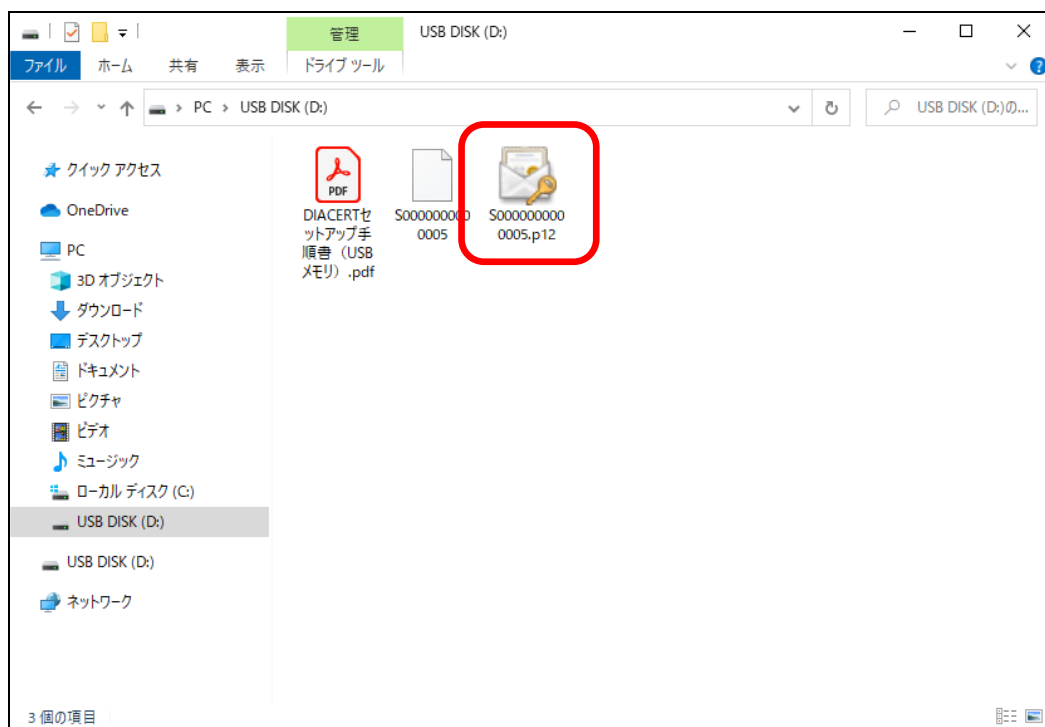 管理
USB DISK (D:)
ファイル
ホーム
共有
表示
ドライブ ツール
?
PC
USB DISK (D:)
USB DISK (D:)の...
クイック アクセス
OneDrive
PC
3D オブジェクト
ダウンロード
デスクトップ
ドキュメント
ピクチャ
ビデオ
ミュージック
ローカル ディスク (C:)
USB DISK (D:)
USB DISK (D:)
ネットワーク
PDF
DIACERTセ
ットアップ手
順書（USB
メモリ）.pdf
S000000000
0005
S000000000
0005.p12
3 個の項目